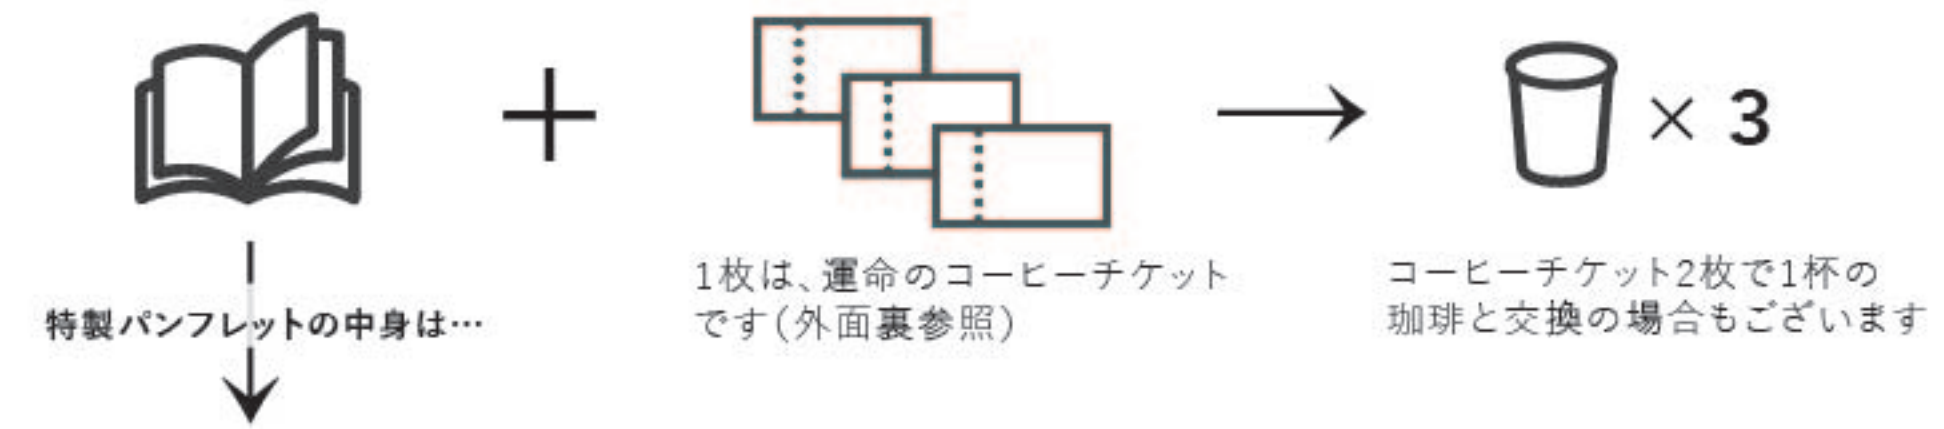 × 3
1枚は、運命のコーヒーチケット
です(外面裏参照)
コーヒーチケット2枚で1杯の
珈琲と交換の場合もございます
特製パンフレットの中身は…